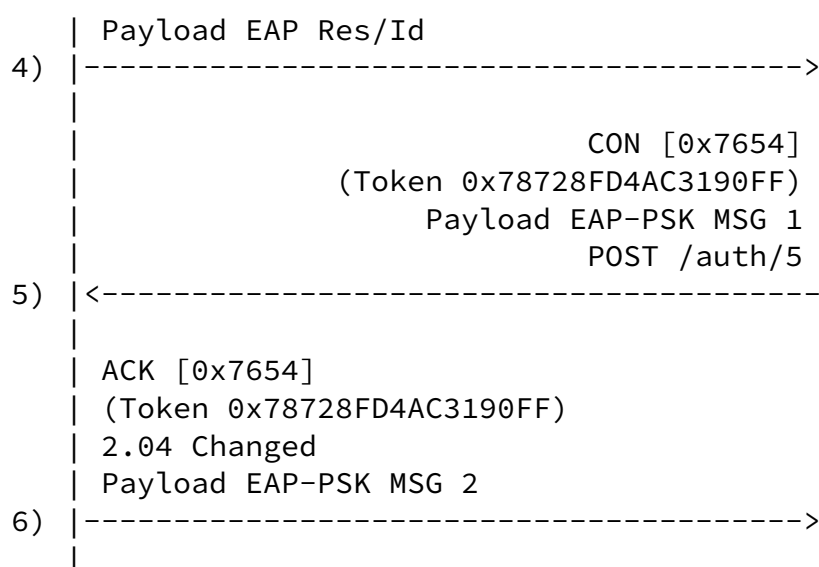 | Payload EAP Res/Id
4) |---------------------------------------->
|
| CON [0x7654]
| (Token 0x78728FD4AC3190FF)
| Payload EAP-PSK MSG 1
| POST /auth/5
5) |<----------------------------------------
|
| ACK [0x7654]
| (Token 0x78728FD4AC3190FF)
| 2.04 Changed
| Payload EAP-PSK MSG 2
6) |---------------------------------------->
|